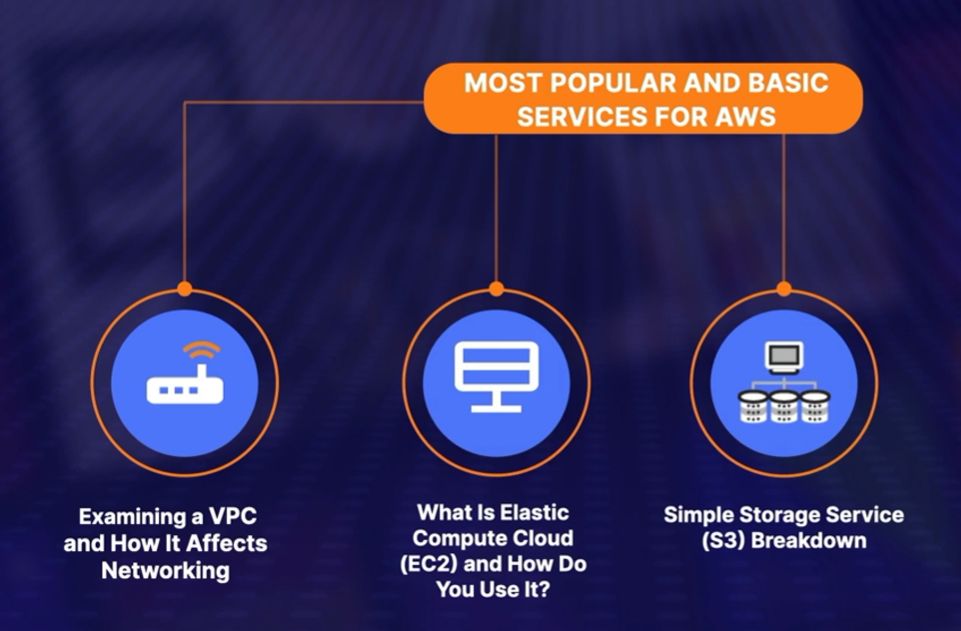 MOST POPULAR AND BASIC
SERVICES FOR AWS
Examining a VPC
and How It Affects
Networking
What Is Elastic
Compute Cloud
(EC2) and How Do
You Use It?
Simple Storage Service
(S3) Breakdown